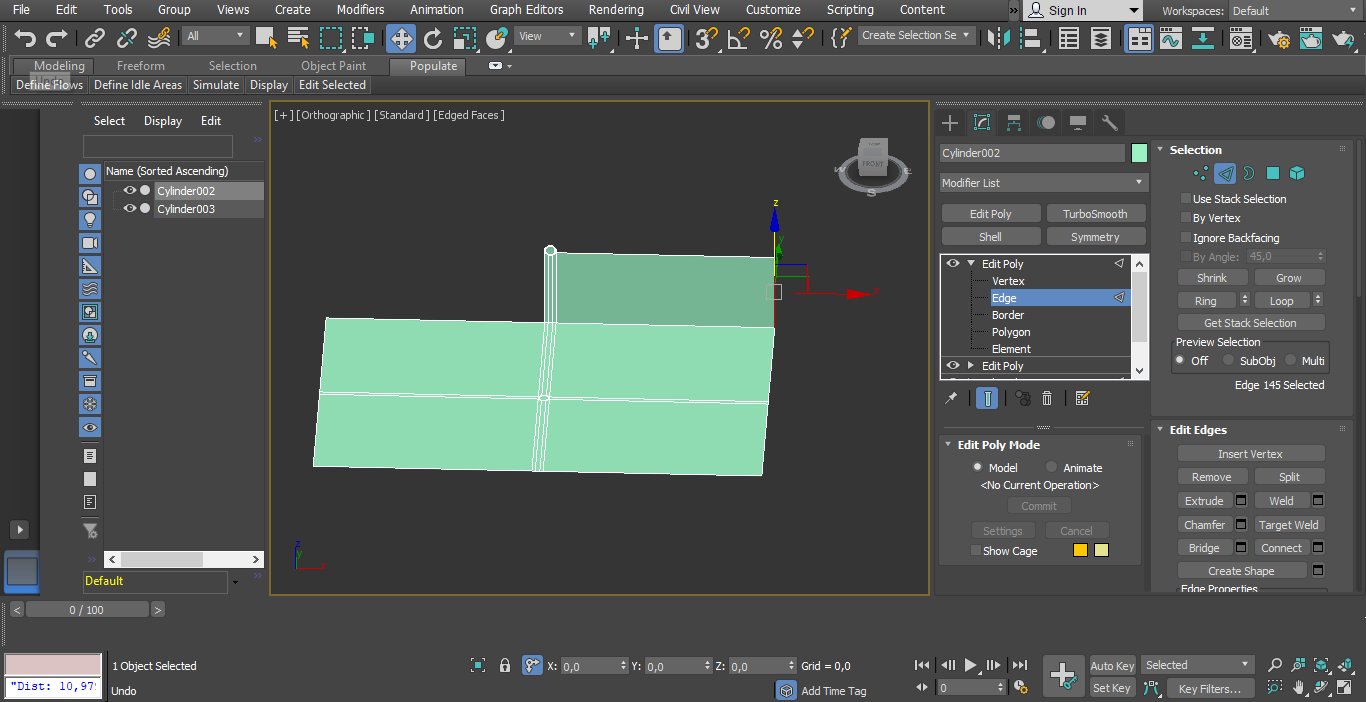 File Edit Tools Group Views Create Modifiers Animation Graph Editors Rendering Civil View Customize Scripting Content » Sign In Workspaces: Default
All View Create Selection Se
Modeling Freeform Selection Object Paint Populate
Define Flows Define Idle Areas Simulate Display Edit Selected
Undo
Select Display Edit
Name (Sorted Ascending)
Cylinder002
Cylinder003
Default
[+] [Orthographic] [Standard] [Edged Faces]
FRONT
W
E
S
z
y
x
z
y
x
Cylinder002
Modifier List
Edit Poly TurboSmooth
Shell Symmetry
Edit Poly
Vertex
Edge
Border
Polygon
Element
Edit Poly
Edit Poly Mode
Model Animate
<No Current Operation>
Commit
Settings Cancel
Show Cage
Selection
Use Stack Selection
By Vertex
Ignore Backfacing
By Angle: 45,0
Shrink Grow
Ring Loop
Get Stack Selection
Preview Selection
Off SubObj Multi
Edge 145 Selected
Edit Edges
Insert Vertex
Remove Split
Extrude Weld
Chamfer Target Weld
Bridge Connect
Create Shape
Edge Properties
< 0 / 100 >
"Dist: 10,979
1 Object Selected
Undo
X: 0,0 Y: 0,0 Z: 0,0 Grid = 0,0
Add Time Tag
0
Auto Key Selected
Set Key Key Filters...